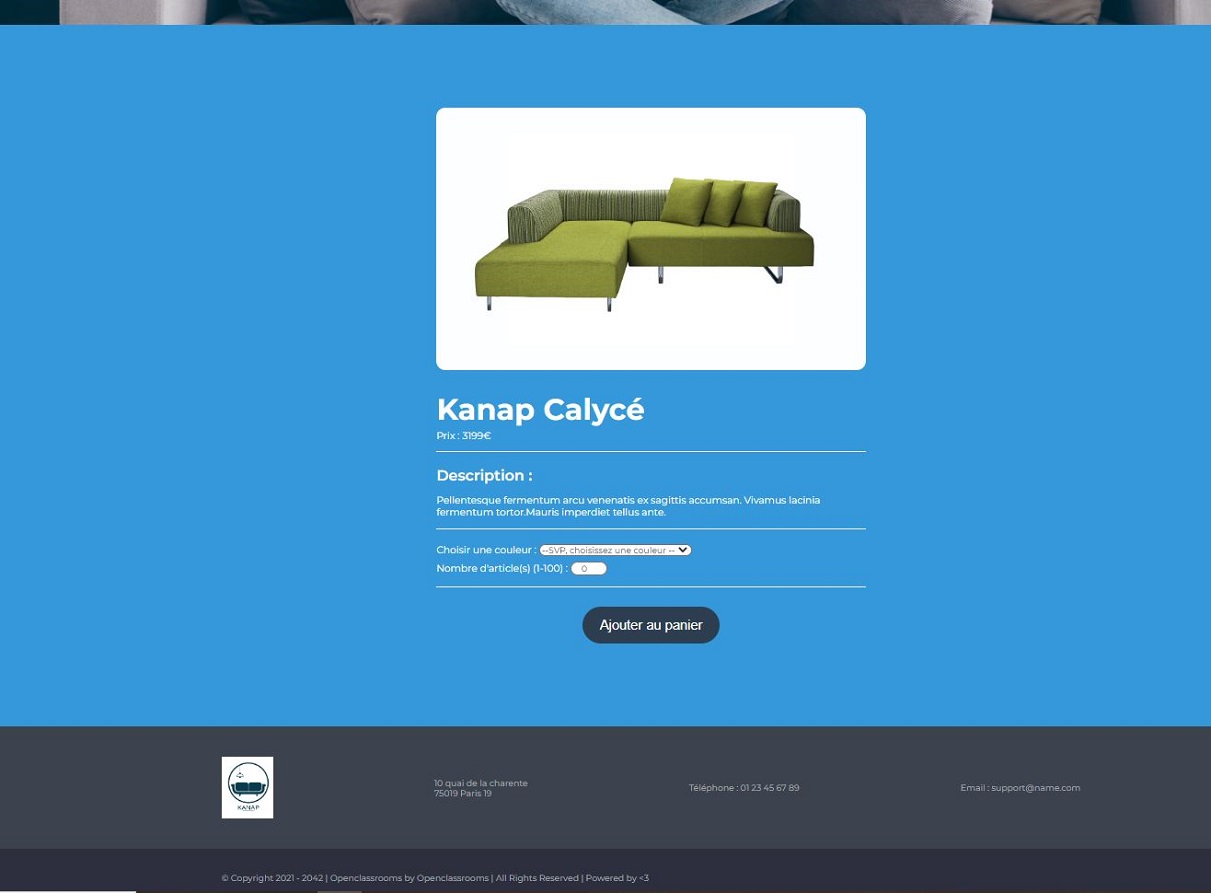 Kanap Calycé
Prix : 3199€
Description :
Pellentesque fermentum arcu venenatis ex sagittis accumsan. Vivamus lacinia
fermentum tortor.Mauris imperdiet tellus ante.
Choisir une couleur : --SVP, choisissez une couleur --
Nombre d'article(s) (1-100) : 0
Ajouter au panier
KANAP
10 quai de la charente
75019 Paris 19
Téléphone : 01 23 45 67 89
Email : support@name.com
© Copyright 2021 - 2042 | Openclassrooms by Openclassrooms | All Rights Reserved | Powered by <3